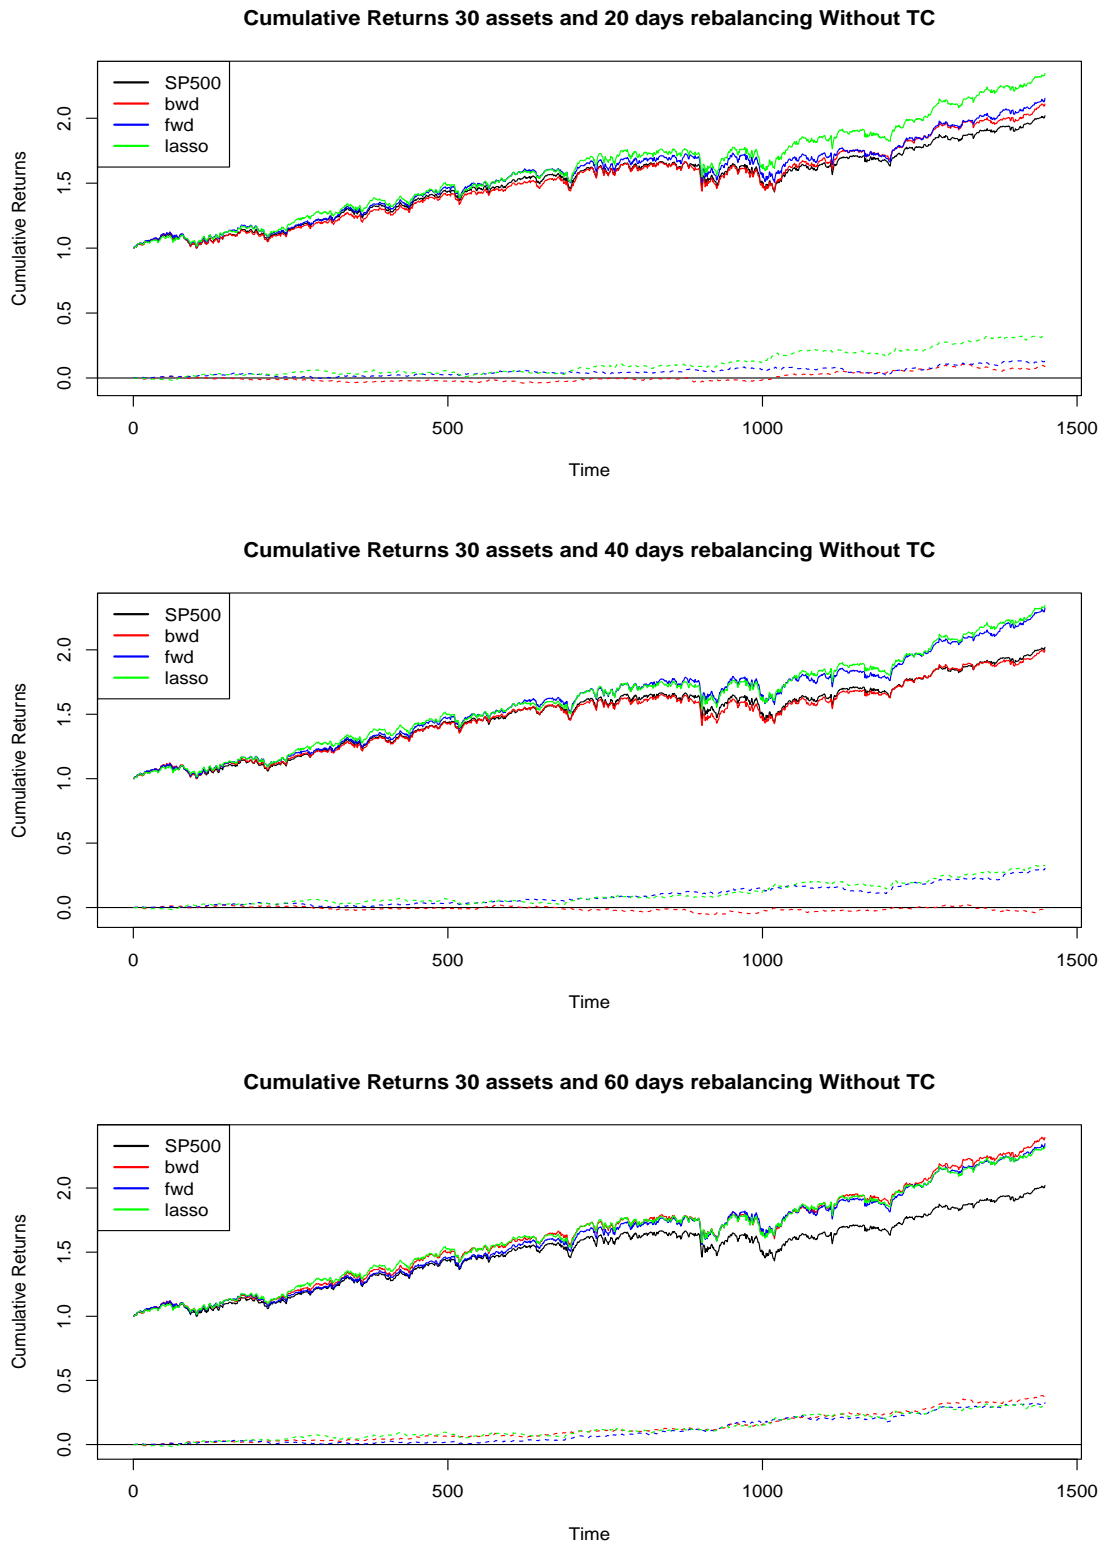 Cumulative Returns 30 assets and 20 days rebalancing Without TC
SP500
bwd
fwd
lasso
Cumulative Returns
2.0
1.5
1.0
0.5
0.0
0 500 1000 1500
Time
Cumulative Returns 30 assets and 40 days rebalancing Without TC
SP500
bwd
fwd
lasso
Cumulative Returns
2.0
1.5
1.0
0.5
0.0
0 500 1000 1500
Time
Cumulative Returns 30 assets and 60 days rebalancing Without TC
SP500
bwd
fwd
lasso
Cumulative Returns
2.0
1.5
1.0
0.5
0.0
0 500 1000 1500
Time